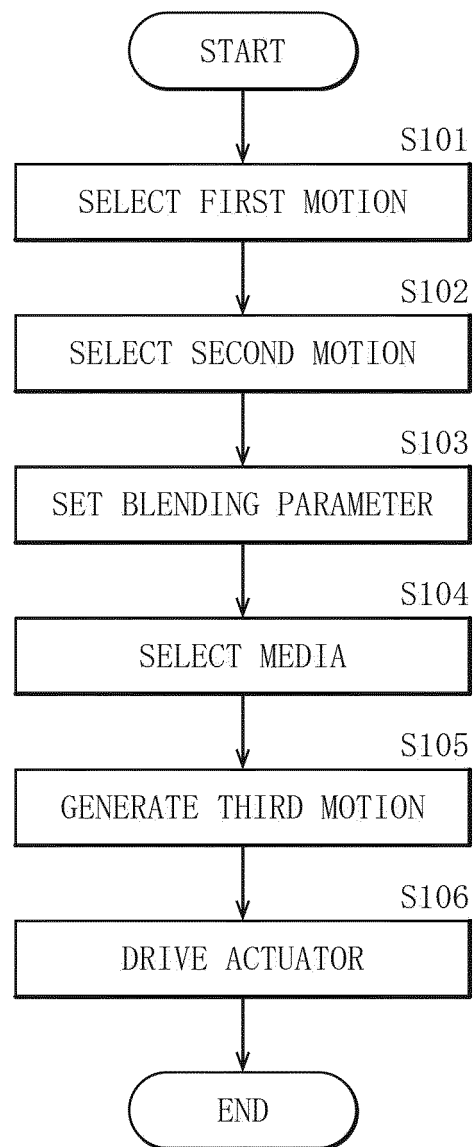 START
S101
SELECT FIRST MOTION
S102
SELECT SECOND MOTION
S103
SET BLENDING PARAMETER
S104
SELECT MEDIA
S105
GENERATE THIRD MOTION
S106
DRIVE ACTUATOR
END